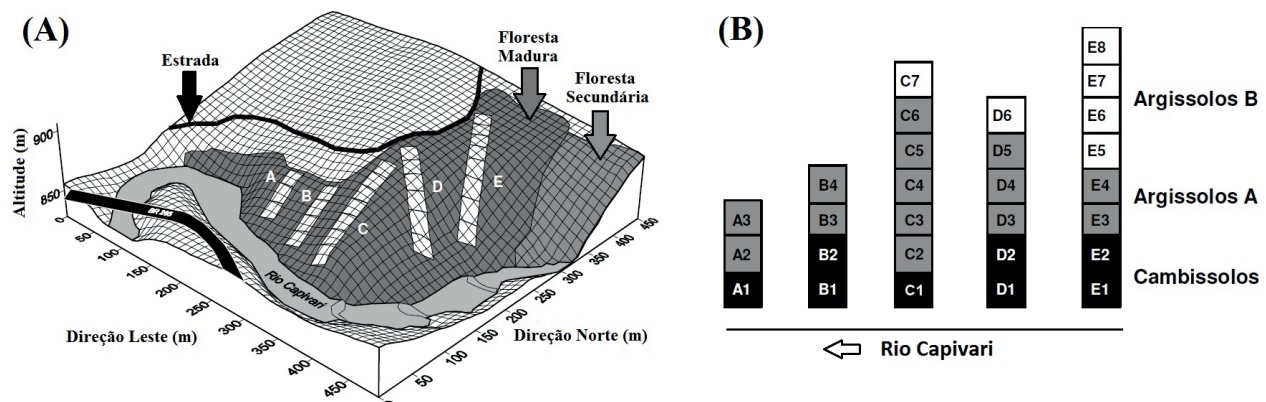 (A)
Estrada
Floresta
Madura
Floresta
Secundária
Altitude (m)
900
850
0
50
100
150
200
250
300
350
400
450
Direção Leste (m)
BR 265
Rio Capivari
A
B
C
D
E
50
100
150
200
250
300
350
400
450
Direção Norte (m)
(B)
E8
C7 E7
C6 D6 E6
C5 D5 E5
B4 C4 D4 E4
A3 B3 C3 D3 E3
A2 B2 C2 D2 E2
A1 B1 C1 D1 E1
Argissolos B
Argissolos A
Cambissolos
Rio Capivari